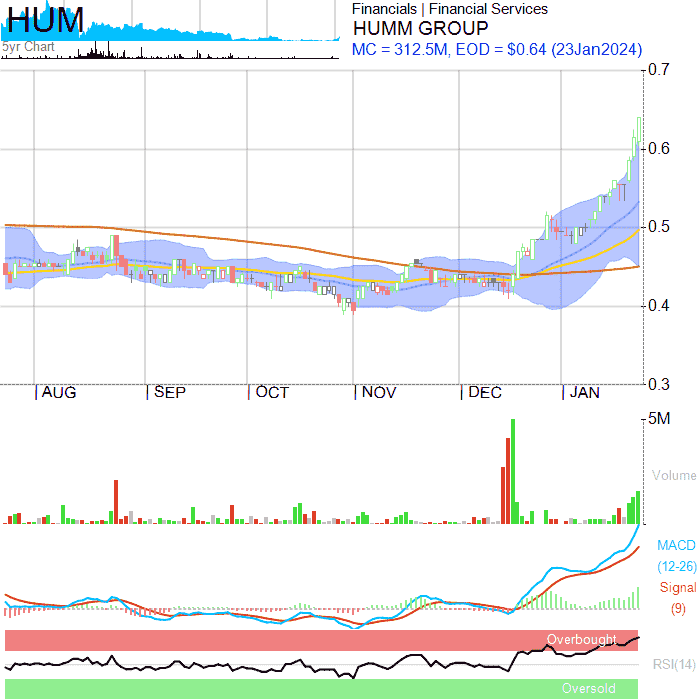 HUM
5yr Chart
Financials | Financial Services
HUMM GROUP
MC = 312.5M, EOD = $0.64 (23Jan2024)
0.7
0.6
0.5
0.4
0.3
AUG SEP OCT NOV DEC JAN
5M
Volume
MACD
(12-26)
Signal
(9)
Overbought
RSI(14)
Oversold